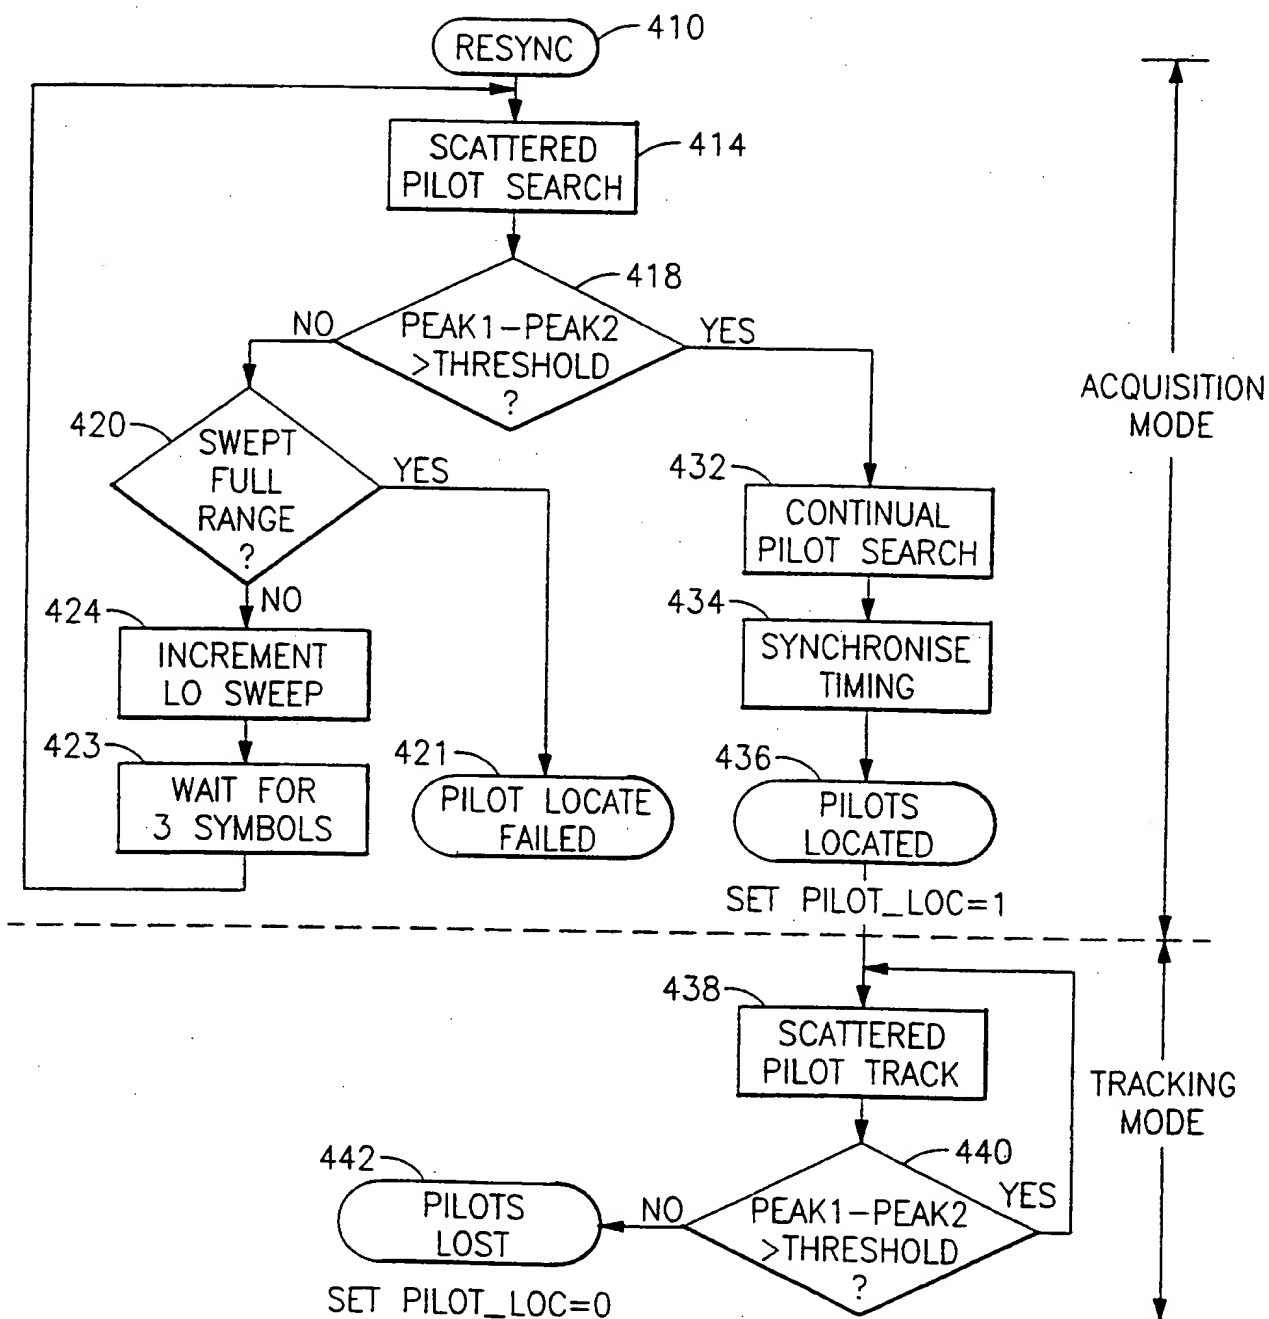 RESYNC
410
SCATTERED
PILOT SEARCH
414
418
PEAK1-PEAK2
>THRESHOLD
?
NO
YES
ACQUISITION
MODE
420
SWEPT
FULL
RANGE
?
YES
NO
432
CONTINUAL
PILOT SEARCH
424
INCREMENT
LO SWEEP
434
SYNCHRONISE
TIMING
423
WAIT FOR
3 SYMBOLS
421
PILOT LOCATE
FAILED
436
PILOTS
LOCATED
SET PILOT_LOC=1
438
SCATTERED
PILOT TRACK
TRACKING
MODE
440
PEAK1-PEAK2
>THRESHOLD
?
YES
NO
442
PILOTS
LOST
SET PILOT_LOC=0